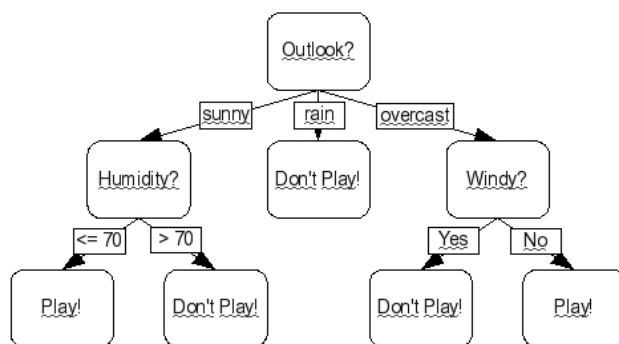 Outlook?
sunny
rain
overcast
Humidity?
Don't Play!
Windy?
<= 70
> 70
Yes
No
Play!
Don't Play!
Don't Play!
Play!